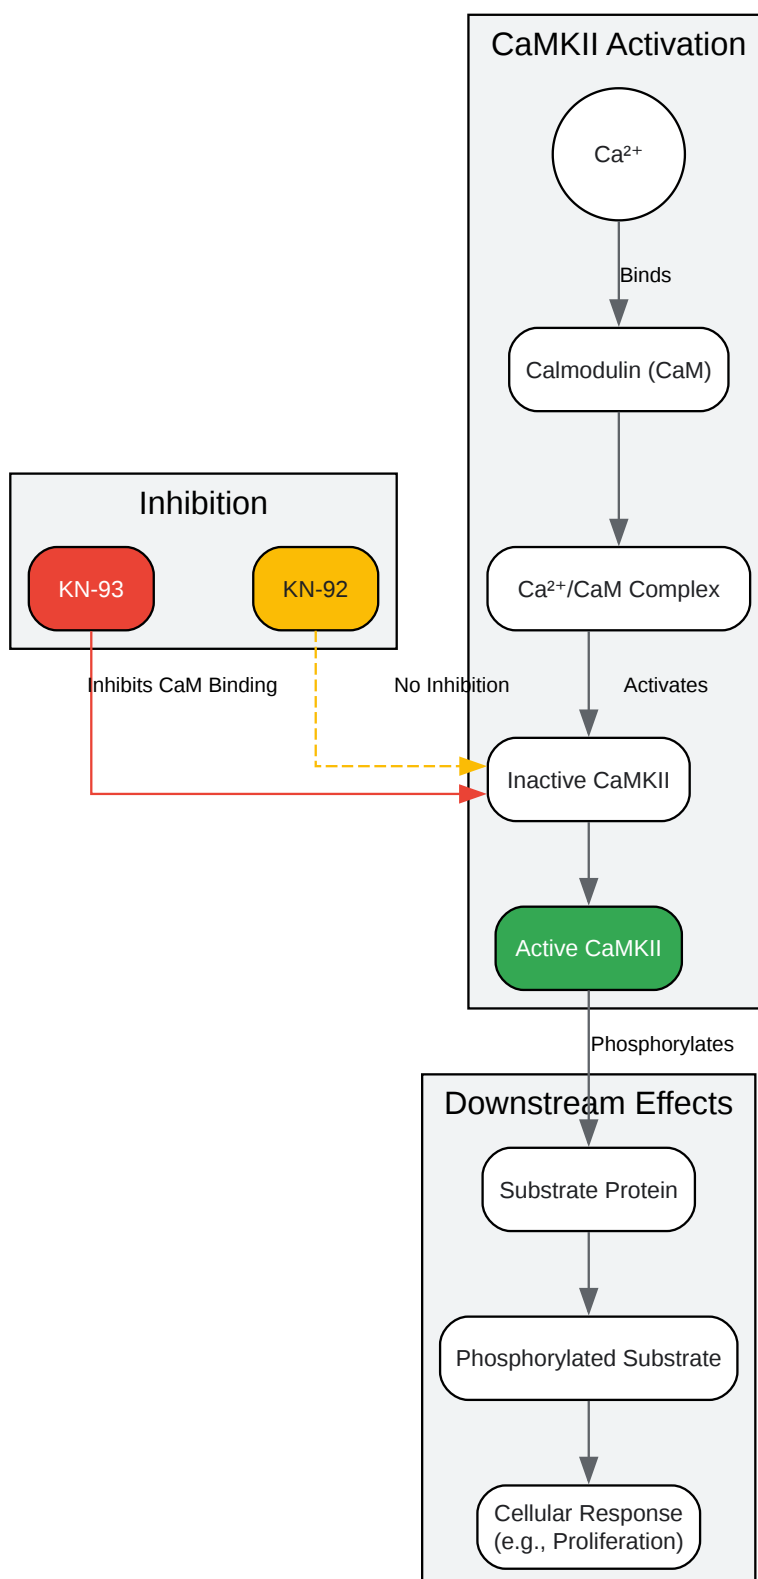 CaMKII Activation
Ca²⁺
Binds
Calmodulin (CaM)
Inhibition
KN-93
KN-92
Ca²⁺/CaM Complex
Inhibits CaM Binding
No Inhibition
Activates
Inactive CaMKII
Active CaMKII
Phosphorylates
Downstream Effects
Substrate Protein
Phosphorylated Substrate
Cellular Response
(e.g., Proliferation)